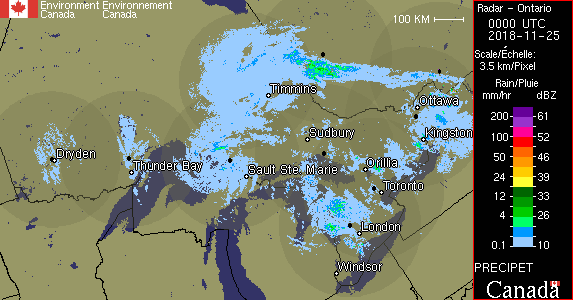 Environment Environnement
Canada Canada
100 KM
Timmins
Ottawa
Sudbury
Kingston
Dryden
Thunder Bay
Sault Ste. Marie
Orillia
Toronto
London
Windsor
Radar - Ontario
0000 UTC
2018-11-25
Scale/Échelle:
3.5 km/Pixel
Rain/Pluie
mm/hr dBZ
200 61
100 52
50 46
24 39
12 33
4 26
0.1 10
PRECIPET
Canada